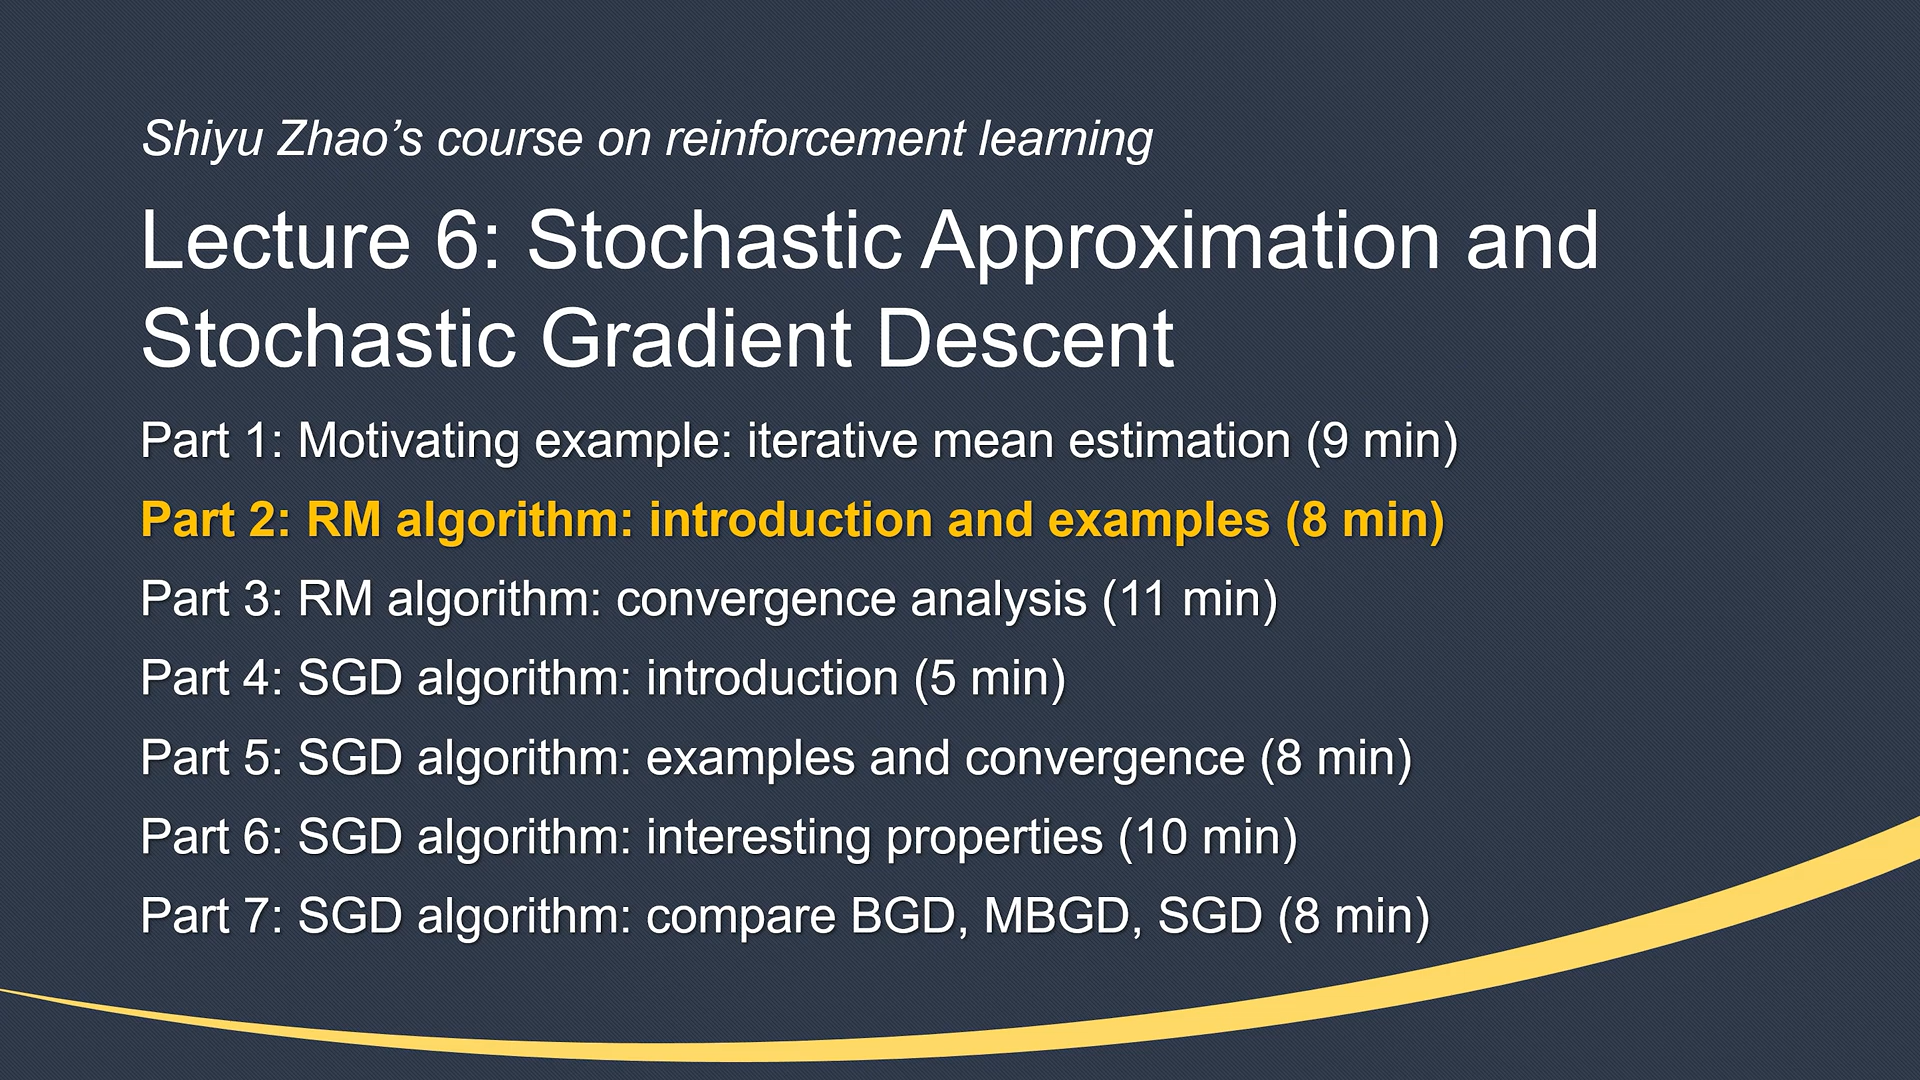 Shiyu Zhao’s course on reinforcement learning
Lecture 6: Stochastic Approximation and
Stochastic Gradient Descent
Part 1: Motivating example: iterative mean estimation (9 min)
Part 2: RM algorithm: introduction and examples (8 min)
Part 3: RM algorithm: convergence analysis (11 min)
Part 4: SGD algorithm: introduction (5 min)
Part 5: SGD algorithm: examples and convergence (8 min)
Part 6: SGD algorithm: interesting properties (10 min)
Part 7: SGD algorithm: compare BGD, MBGD, SGD (8 min)